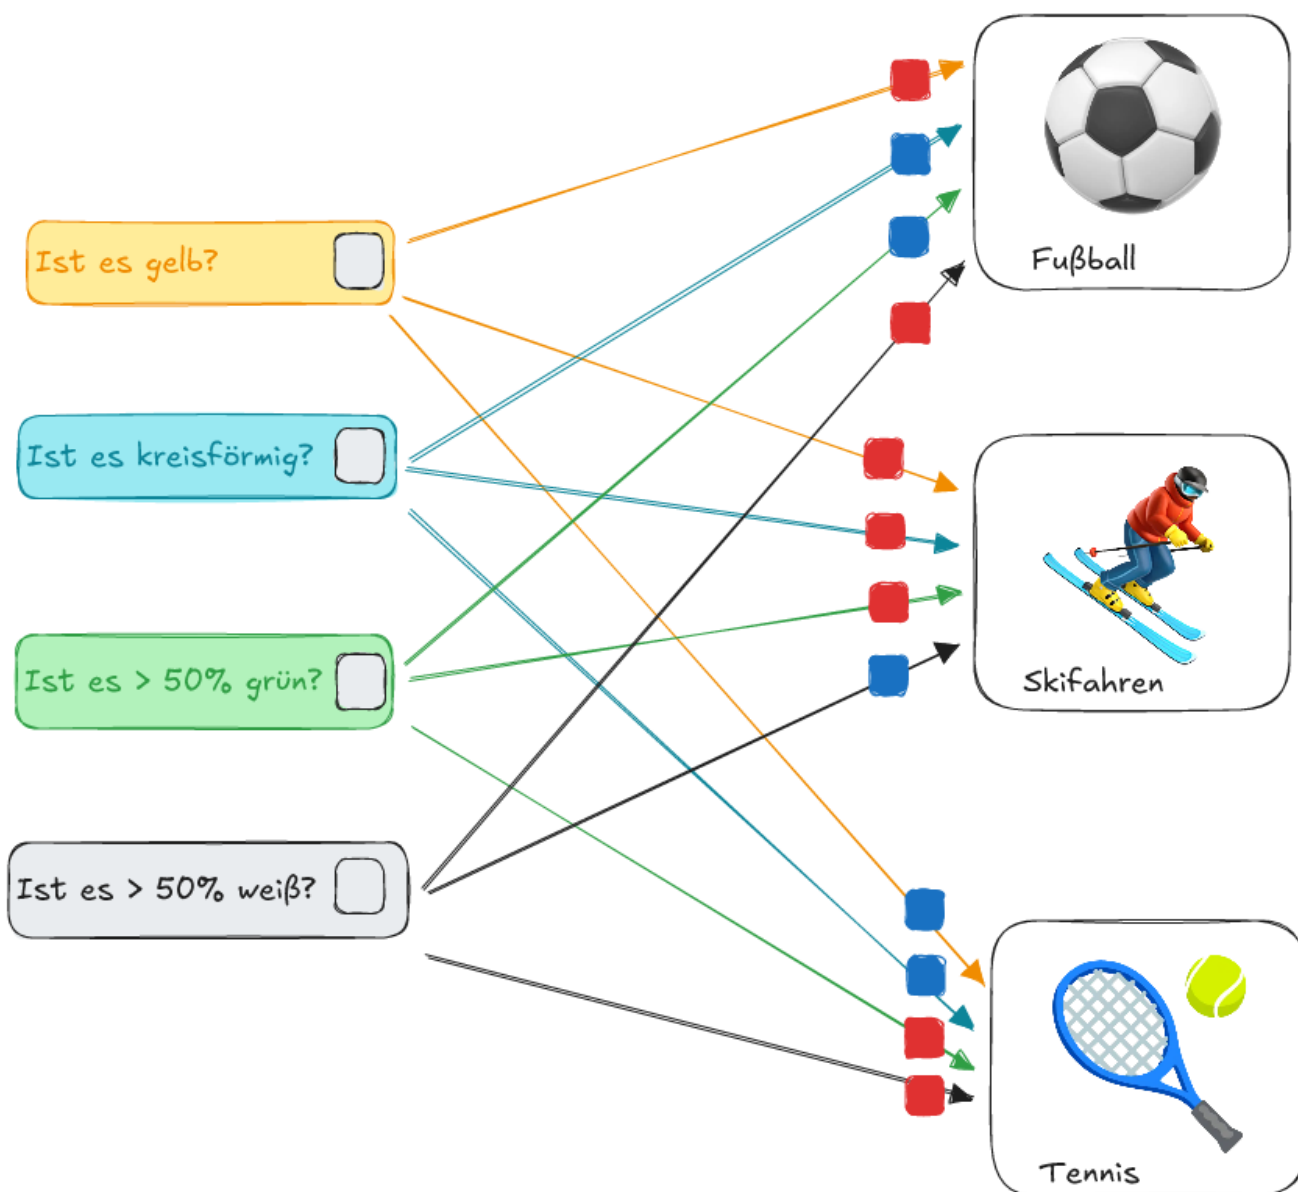 Ist es gelb?
Ist es kreisförmig?
Ist es > 50% grün?
Ist es > 50% weiß?
Fußball
Skifahren
Tennis